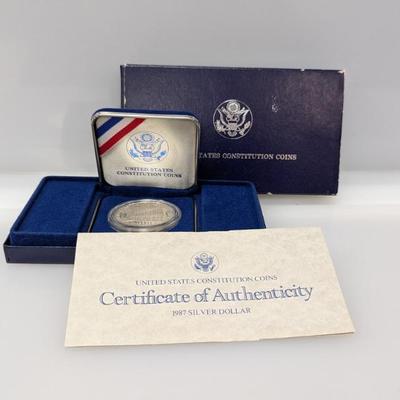 STATES CONSTITUTION COINS
UNITED STATES
CONSTITUTION COINS
UNITED STATES CONSTITUTION COINS
Certificate of Authenticity
1987 SILVER DOLLAR